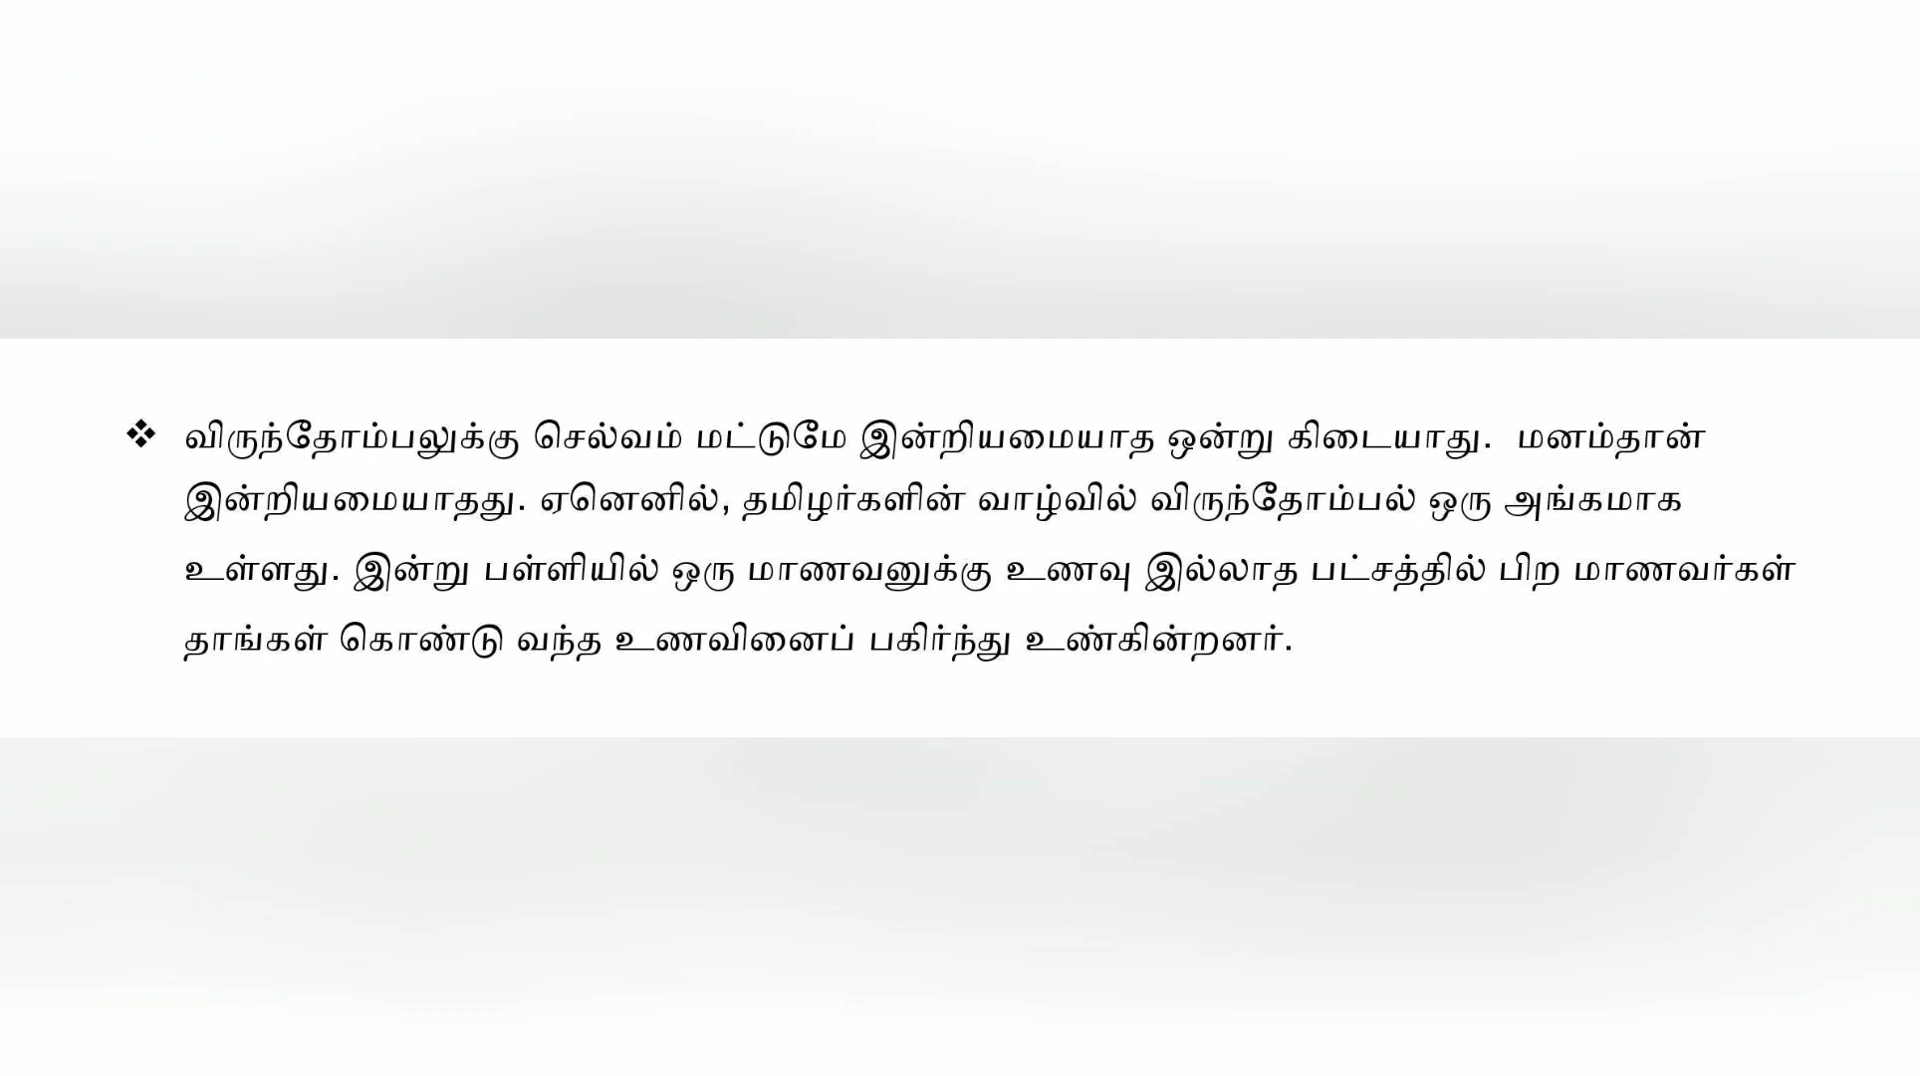 ❖ விருந்தோம்பலுக்கு செல்வம் மட்டுமே இன்றியமையாத ஒன்று கிடையாது. மனம்தான்
இன்றியமையாதது. ஏனெனில், தமிழர்களின் வாழ்வில் விருந்தோம்பல் ஒரு அங்கமாக
உள்ளது. இன்று பள்ளியில் ஒரு மாணவனுக்கு உணவு இல்லாத பட்சத்தில் பிற மாணவர்கள்
தாங்கள் கொண்டு வந்த உணவினைப் பகிர்ந்து உண்கின்றனர்.